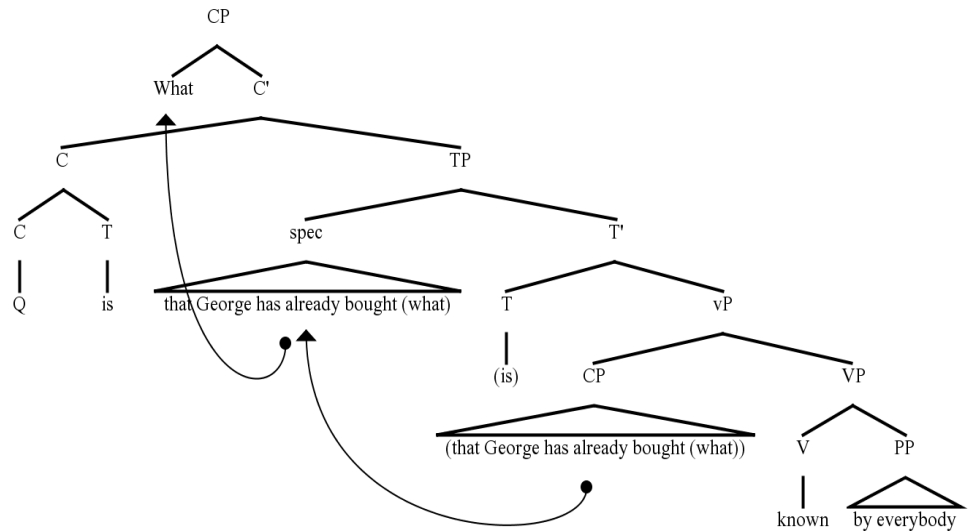 CP
What C'
C TP
C T spec T'
Q is that George has already bought (what) T vP
(is) CP VP
(that George has already bought (what)) V PP
known by everybody